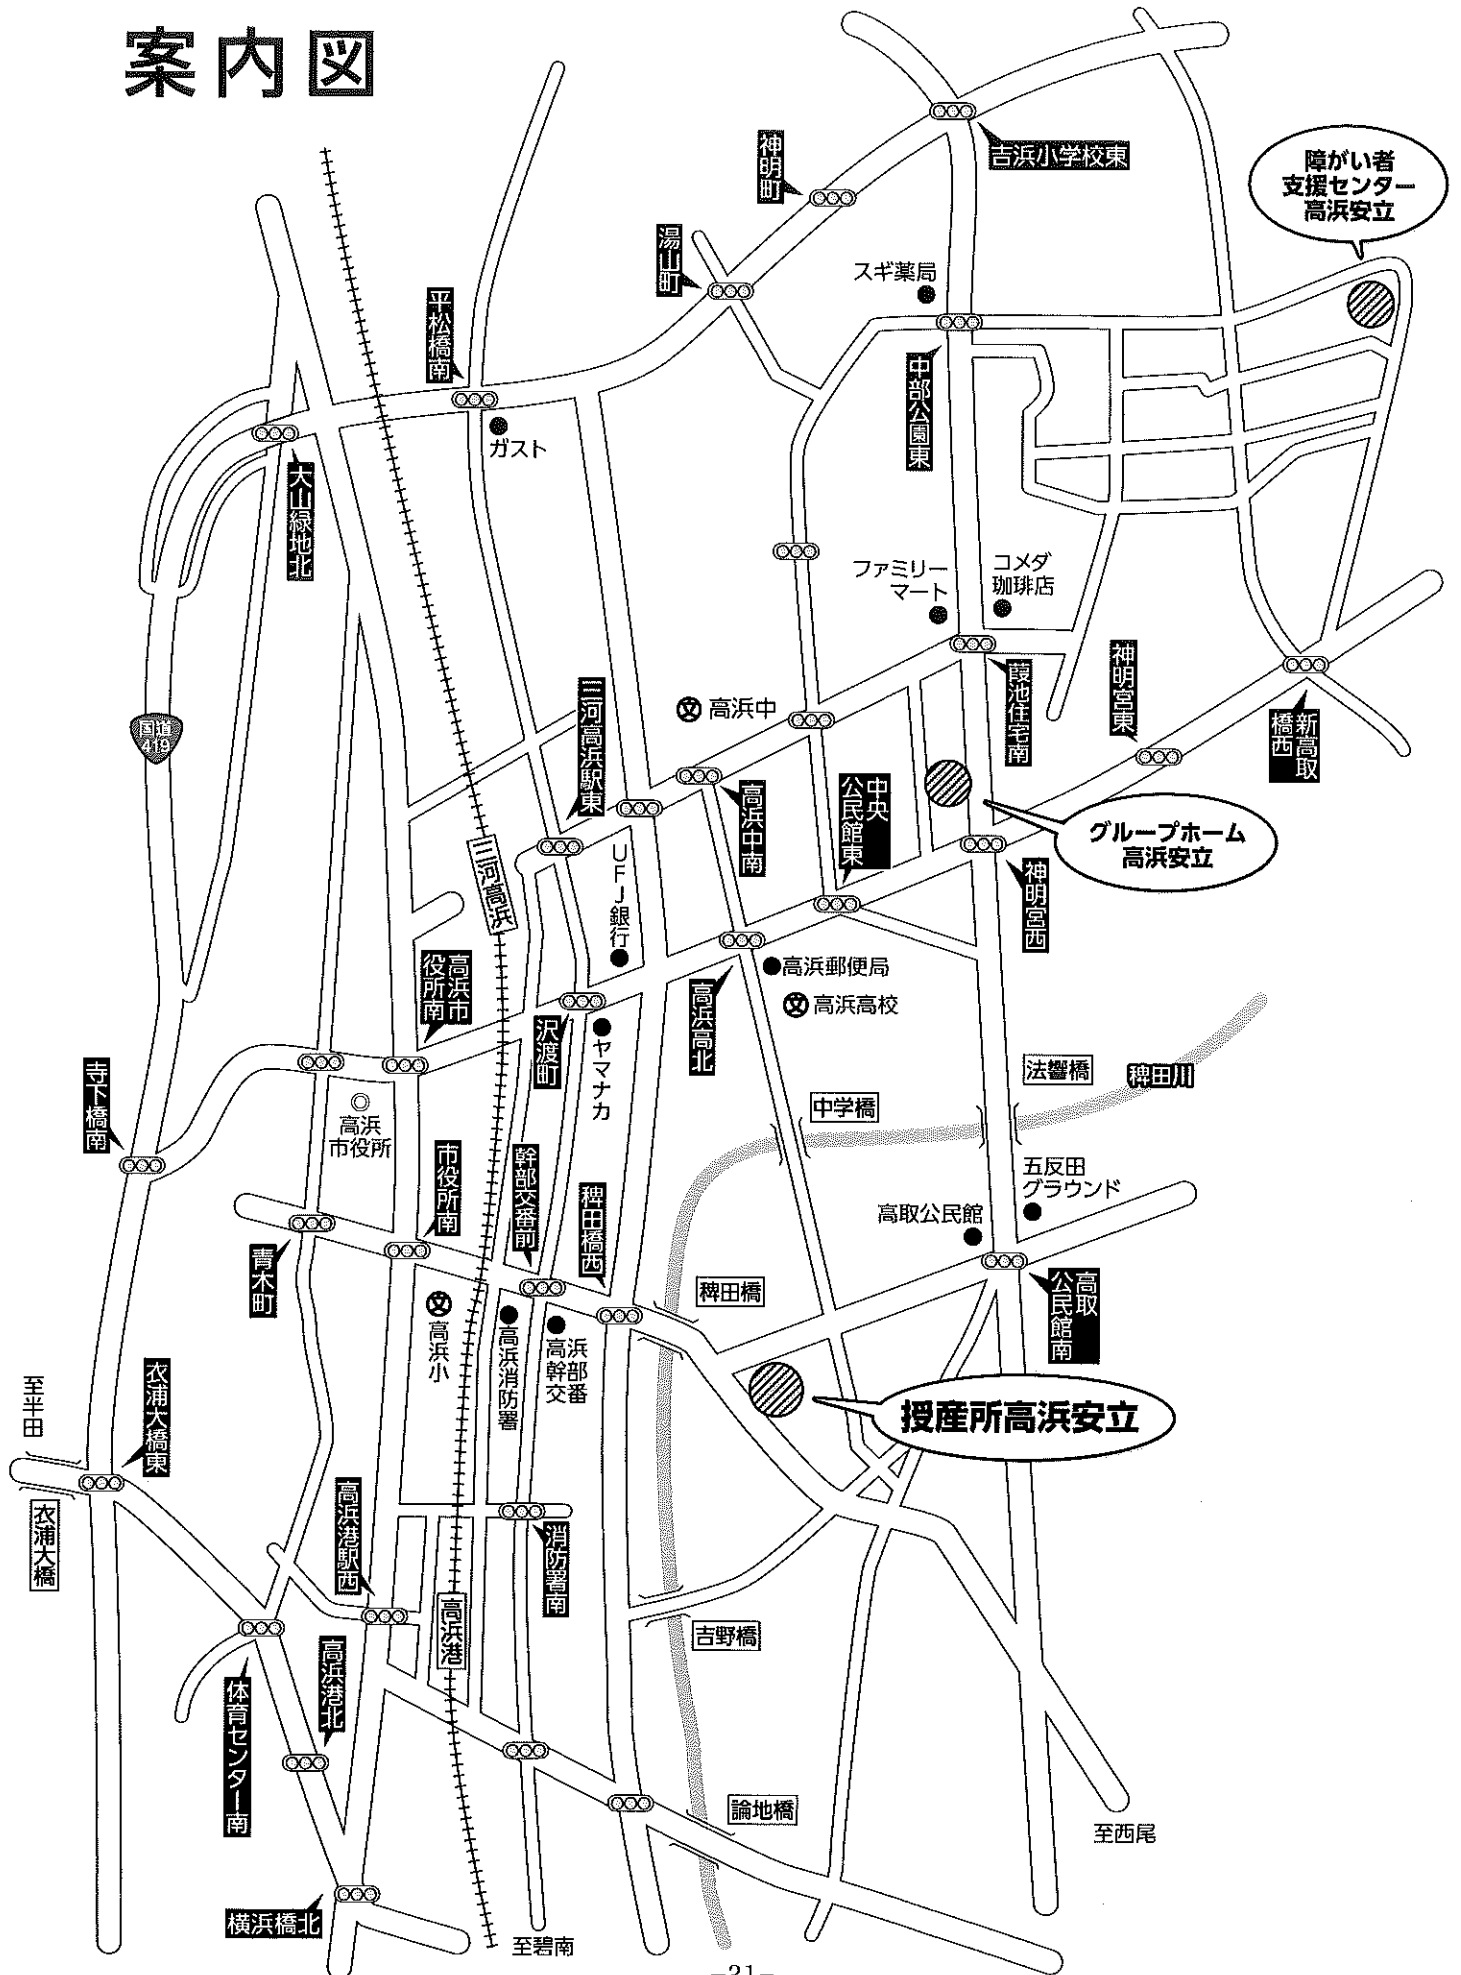 案内図
吉浜小学校東
神明町
障がい者
支援センター
高浜安立
湯山町
スギ薬局
平松橋南
中部公園東
ガスト
大山緑地北
ファミリー
マート
コメダ
珈琲店
葭池住宅南
神明宮東
新高取
橋西
三河高浜駅東
高浜中
国道
419
高浜中南
中央
公民館東
グループホーム
高浜安立
三河高浜
UFJ銀行
神明宮西
高浜市
役所南
高浜郵便局
高浜高校
高浜高北
沢渡町
ヤマナカ
寺下橋南
高浜
市役所
中学橋
法響橋
稗田川
市役所南
幹部交番前
稗田橋西
五反田
グラウンド
高取公民館
青木町
稗田橋
高取
公民館南
高浜小
高浜消防署
高浜
幹部
交番
授産所高浜安立
至半田
衣浦大橋東
衣浦大橋
高浜港駅西
消防署南
高浜港
吉野橋
高浜港北
体育センター南
論地橋
至西尾
横浜橋北
至碧南
-21-